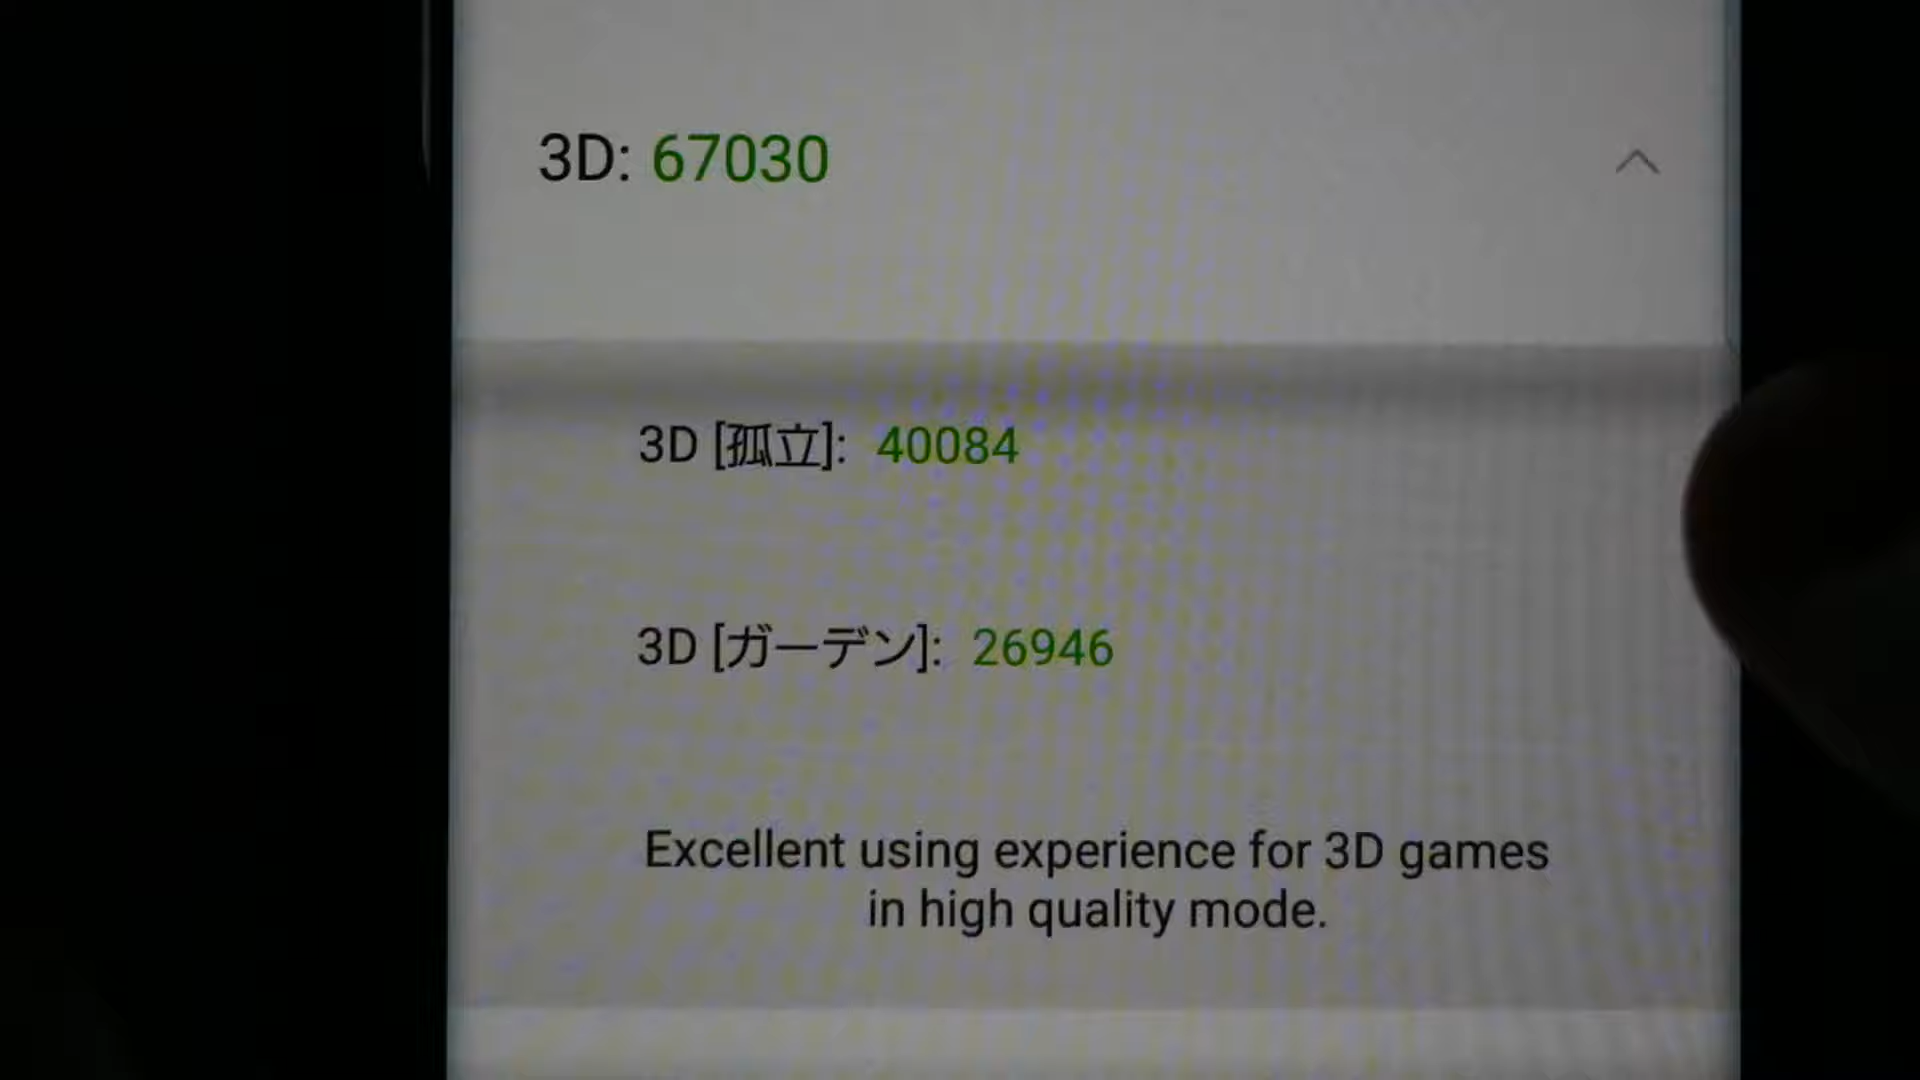 3D: 67030
3D [孤立]: 40084
3D [ガーデン]: 26946
Excellent using experience for 3D games
in high quality mode.